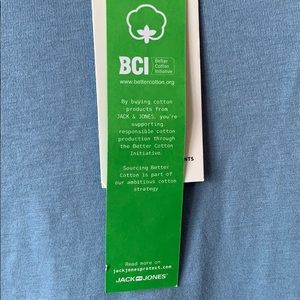 BCI Better
Cotton
Initiative
www.bettercotton.org
By buying cotton
products from
JACK & JONES, you're
supporting
responsible cotton
production through
the Better Cotton
Initiative.
Sourcing Better
Cotton is part of
our ambitious cotton
strategy
NTS
Read more on
jackjonesprotect.com
JACK JONES